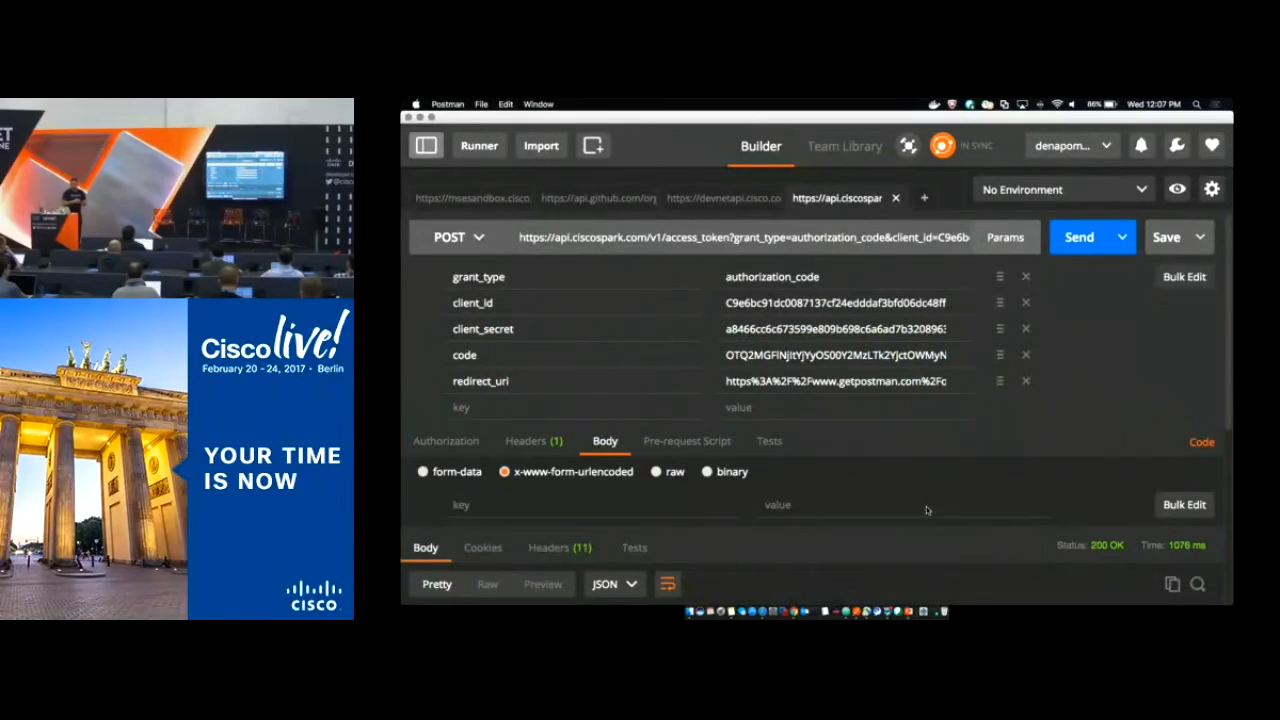 Postman File Edit Window
86% Wed 12:07 PM
Runner Import Builder Team Library IN SYNC denapom...
https://msesandbox.cisco. https://api.github.com/or https://devnetapi.cisco.co https://api.ciscospar No Environment
POST https://api.ciscospark.com/v1/access_token?grant_type=authorization_code&client_id=C9e6b Params Send Save
grant_type authorization_code Bulk Edit
client_id C9e6bc91dc0087137cf24edddaf3bfd06dc48ff
client_secret a8466cc6c673599e809b698c6a6ad7b320896
code
redirect_uri https%3A%2F%2Fwww.getpostman.com%2Fo
key value
Authorization Headers (1) Body Pre-request Script Tests Code
form-data x-www-form-urlencoded raw binary
key value Bulk Edit
Body Cookies Headers (11) Tests Status: 200 OK Time: 1076 ms
Pretty Raw Preview JSON
Cisco live!
February 20 - 24, 2017 • Berlin
YOUR TIME
IS NOW
CISCO